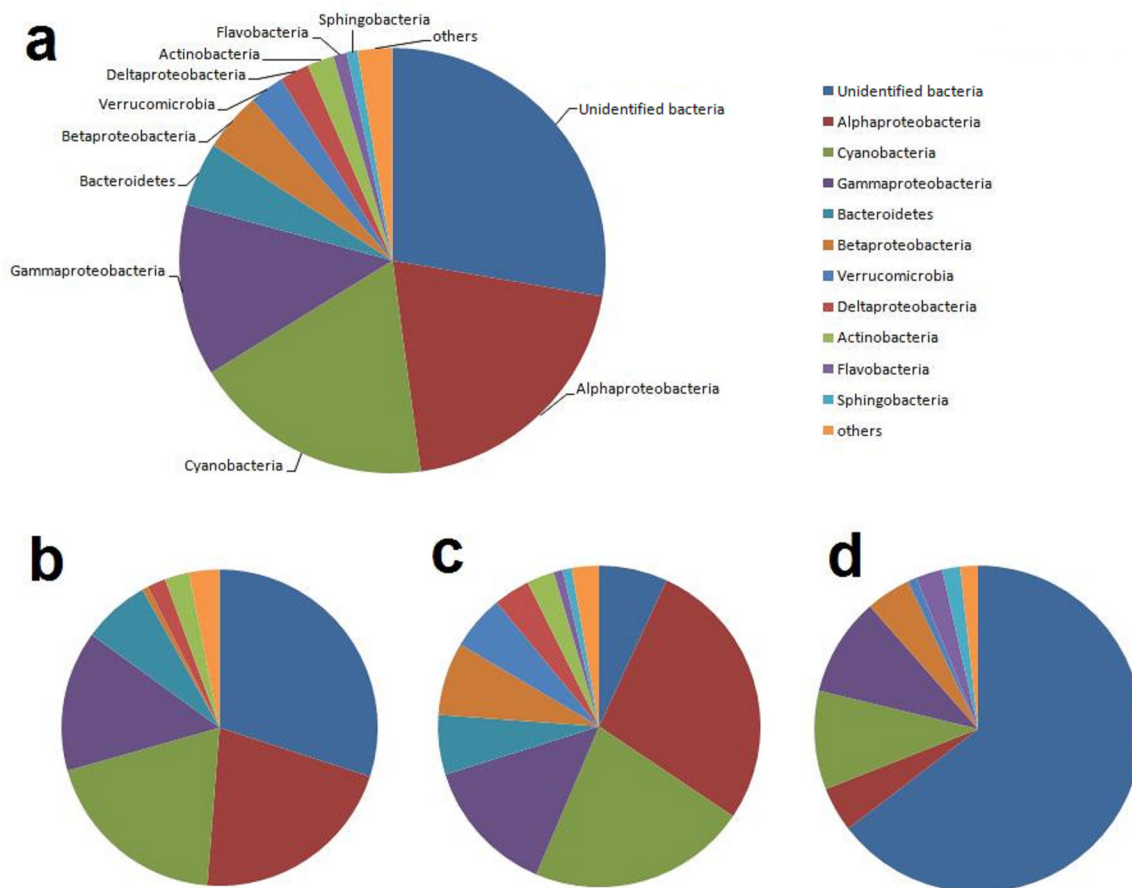 a
Sphingobacteria
Flavobacteria
others
Actinobacteria
Deltaproteobacteria
Verrucomicrobia
Betaproteobacteria
Bacteroidetes
Gammaproteobacteria
Cyanobacteria
Alphaproteobacteria
Unidentified bacteria
Unidentified bacteria
Alphaproteobacteria
Cyanobacteria
Gammaproteobacteria
Bacteroidetes
Betaproteobacteria
Verrucomicrobia
Deltaproteobacteria
Actinobacteria
Flavobacteria
Sphingobacteria
others
b
c
d